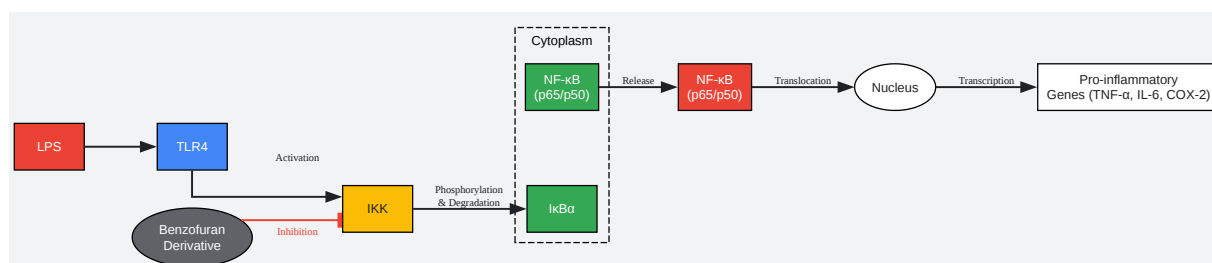 Cytoplasm
NF-κB
(p65/p50)
Release
NF-κB
(p65/p50)
Translocation
Nucleus
Transcription
Pro-inflammatory
Genes (TNF-α, IL-6, COX-2)
LPS
TLR4
Activation
IKK
Phosphorylation
& Degradation
IκBα
Benzofuran
Derivative
Inhibition